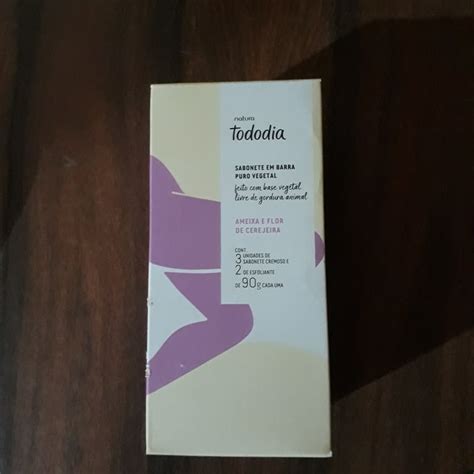 natura
tododia
SABONETE EM BARRA
PURO VEGETAL
feito com base vegetal
livre de gordura animal
AMEIXA E FLOR
DE CEREJEIRA
CONT.
3 UNIDADES DE
SABONETE CREMOSO E
2 DE ESFOLIANTE
DE 90g CADA UMA